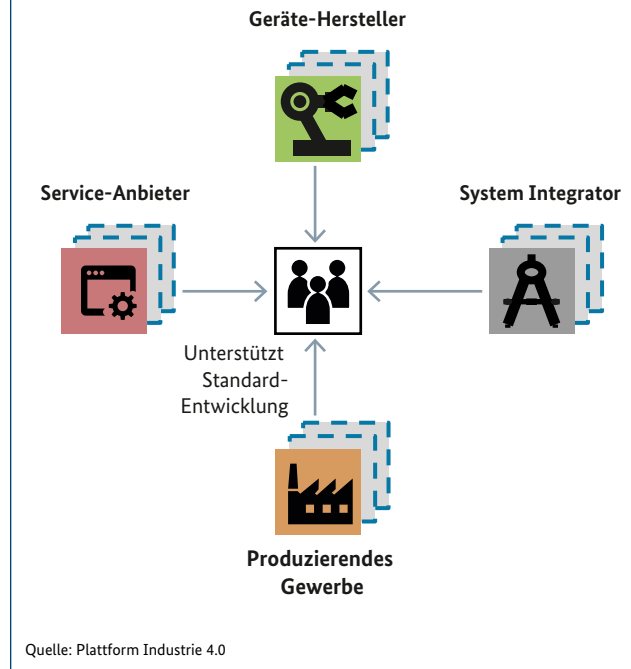 Geräte-Hersteller
Service-Anbieter
System Integrator
Unterstützt
Standard-
Entwicklung
Produzierendes
Gewerbe
Quelle: Plattform Industrie 4.0